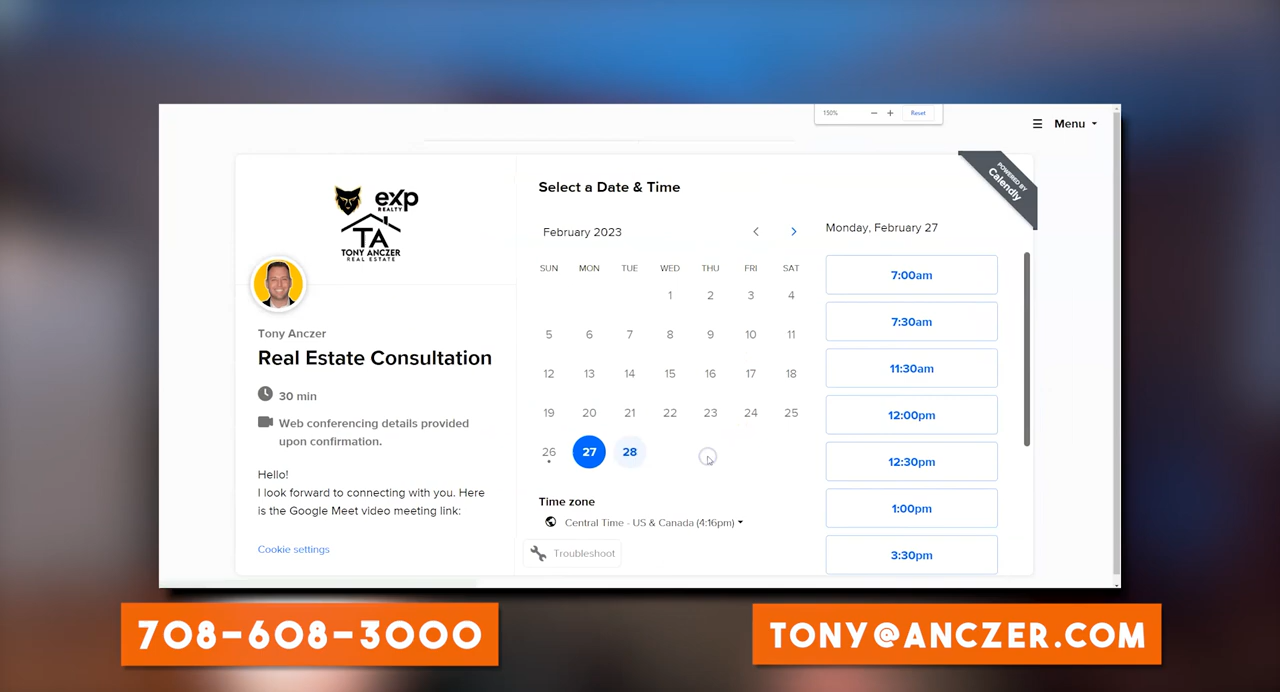 150%
Reset
Menu
POWERED BY
Calendly
exp
REALTY
TA
TONY ANCZER
REAL ESTATE
Tony Anczer
Real Estate Consultation
30 min
Web conferencing details provided
upon confirmation.
Hello!
I look forward to connecting with you. Here
is the Google Meet video meeting link:
Cookie settings
Select a Date & Time
February 2023
SUN MON TUE WED THU FRI SAT
1 2 3 4
5 6 7 8 9 10 11
12 13 14 15 16 17 18
19 20 21 22 23 24 25
26 27 28
Time zone
Central Time - US & Canada (4:16pm)
Troubleshoot
Monday, February 27
7:00am
7:30am
11:30am
12:00pm
12:30pm
1:00pm
3:30pm
708-608-3000
TONY@ANCZER.COM